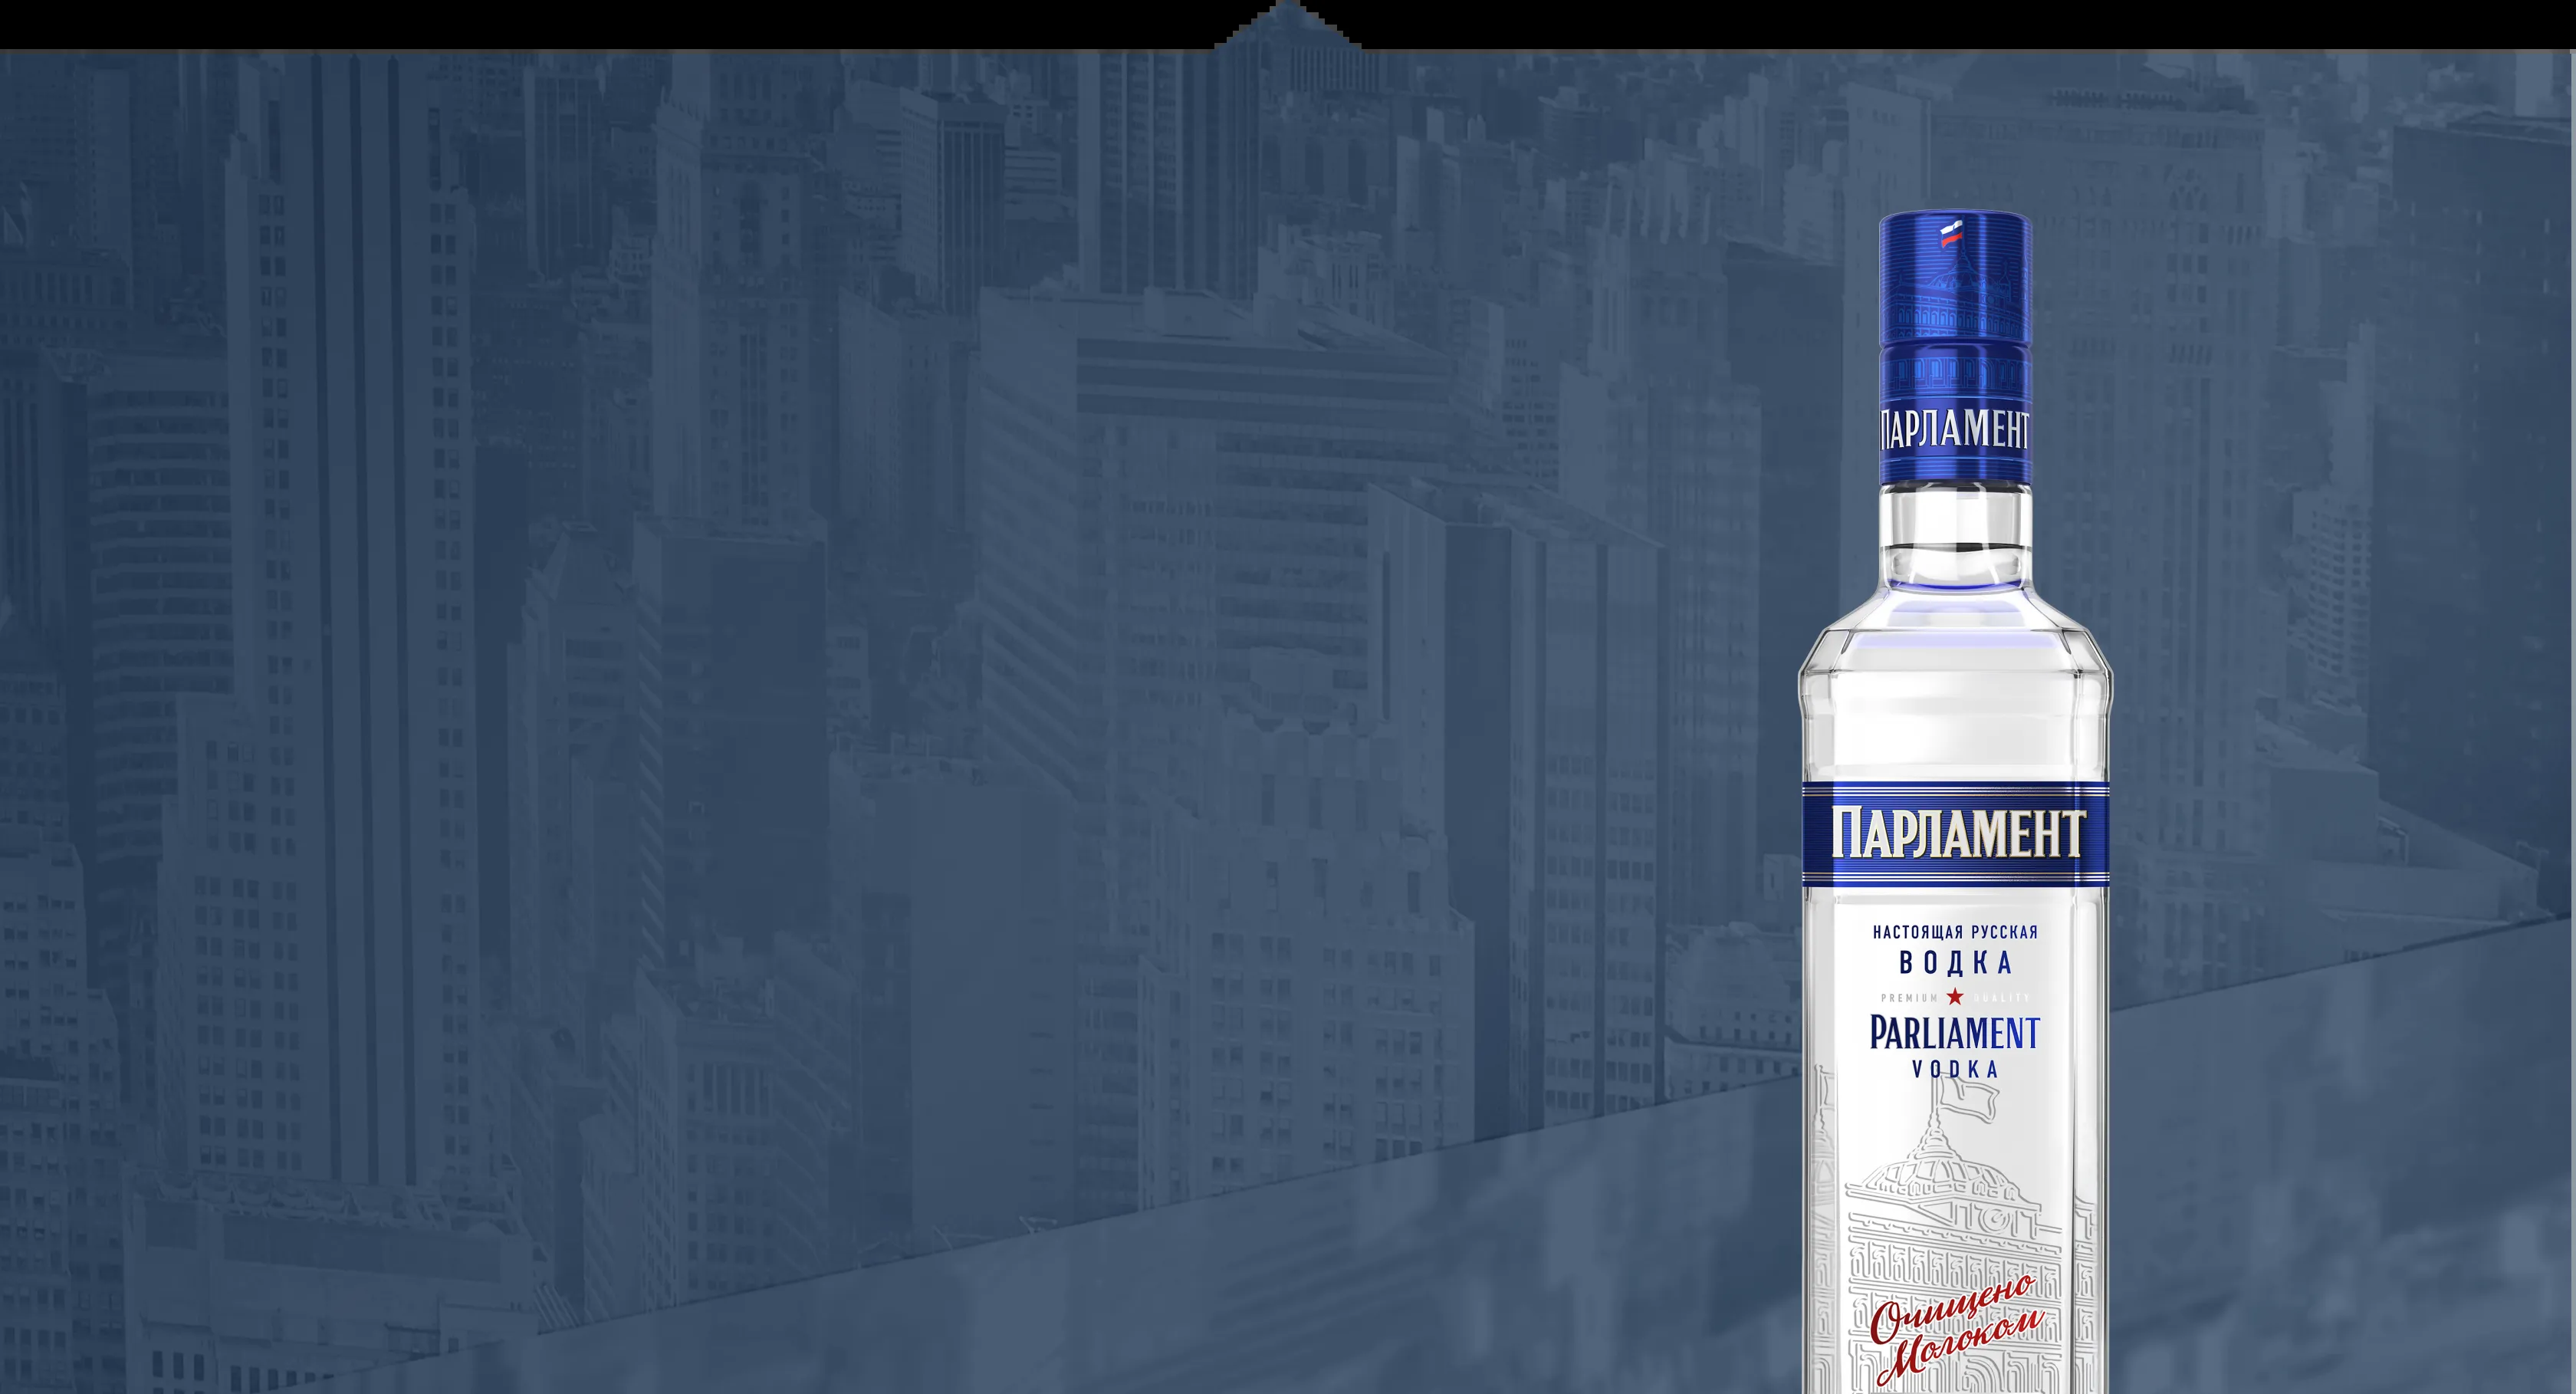 ПАРЛАМЕНТ
ПАРЛАМЕНТ
НАСТОЯЩАЯ РУССКАЯ
ВОДКА
PREMIUM ★ QUALITY
PARLIAMENT
VODKA
Очищено
Молоком